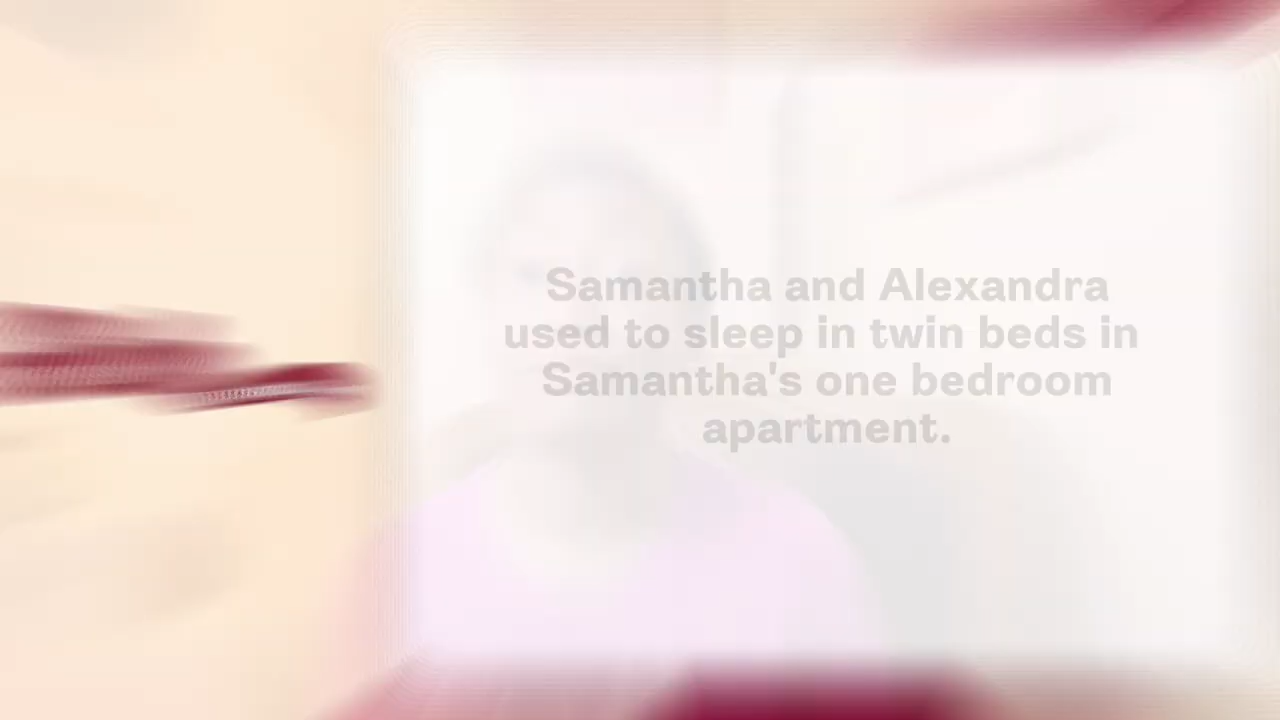 Samantha and Alexandra
used to sleep in twin beds in
Samantha's one bedroom
apartment.